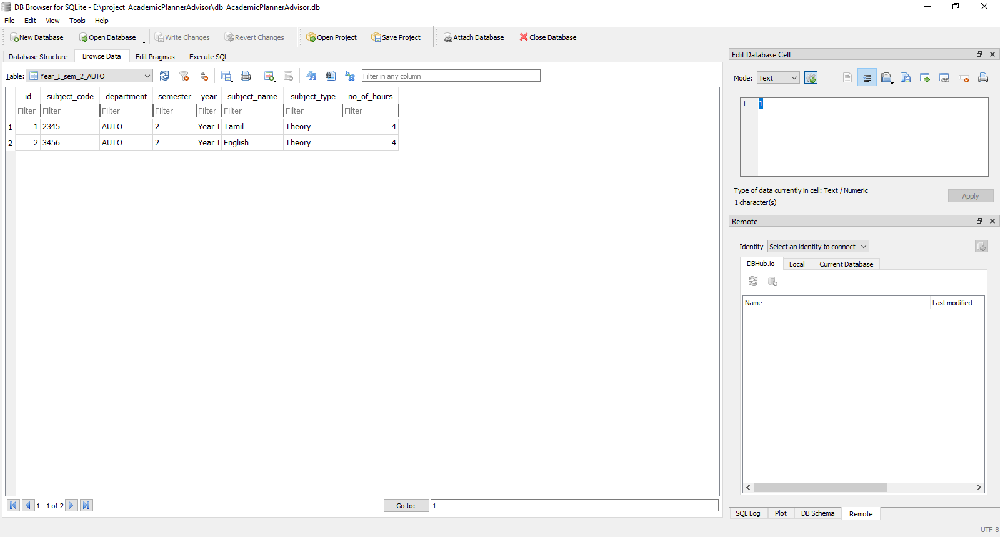 DB Browser for SQLite - E:\project_AcademicPlannerAdvisor\db_AcademicPlannerAdvisor.db
File Edit View Tools Help
New Database Open Database Write Changes Revert Changes Open Project Save Project Attach Database Close Database
Database Structure Browse Data Edit Pragmas Execute SQL
Table: Year_I_sem_2_AUTO Filter in any column
id subject_code department semester year subject_name subject_type no_of_hours
Filter Filter Filter Filter Filter Filter Filter Filter
1 1 2345 AUTO 2 Year I Tamil Theory 4
2 2 3456 AUTO 2 Year I English Theory 4
1 - 1 of 2 Go to: 1
Edit Database Cell
Mode: Text
1 1
Type of data currently in cell: Text / Numeric
1 character(s)
Apply
Remote
Identity Select an identity to connect
DBHub.io Local Current Database
Name Last modified
SQL Log Plot DB Schema Remote
UTF-8